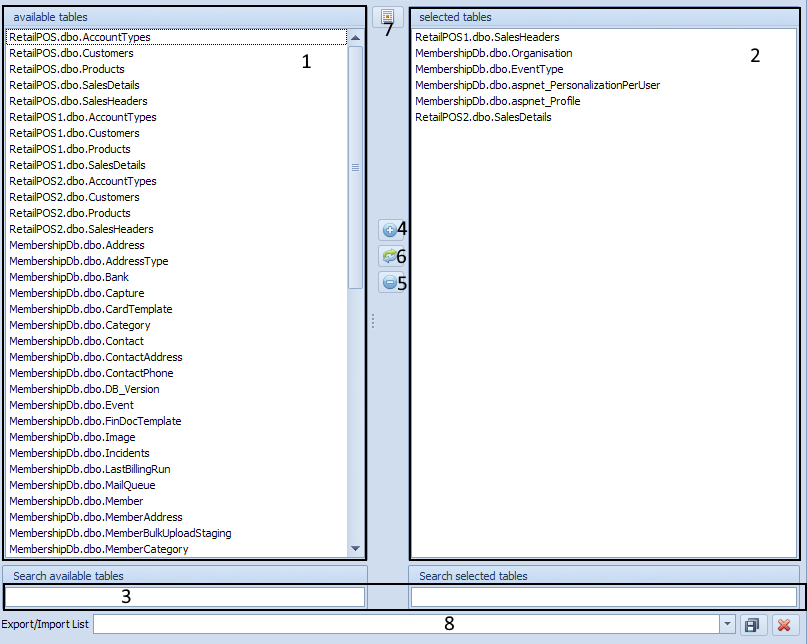 available tables
RetailPOS.dbo.AccountTypes
RetailPOS.dbo.Customers
RetailPOS.dbo.Products
RetailPOS.dbo.SalesDetails
RetailPOS.dbo.SalesHeaders
RetailPOS1.dbo.AccountTypes
RetailPOS1.dbo.Customers
RetailPOS1.dbo.Products
RetailPOS1.dbo.SalesDetails
RetailPOS2.dbo.AccountTypes
RetailPOS2.dbo.Customers
RetailPOS2.dbo.Products
RetailPOS2.dbo.SalesHeaders
MembershipDb.dbo.Address
MembershipDb.dbo.AddressType
MembershipDb.dbo.Bank
MembershipDb.dbo.Capture
MembershipDb.dbo.CardTemplate
MembershipDb.dbo.Category
MembershipDb.dbo.Contact
MembershipDb.dbo.ContactAddress
MembershipDb.dbo.ContactPhone
MembershipDb.dbo.DB_Version
MembershipDb.dbo.Event
MembershipDb.dbo.FinDocTemplate
MembershipDb.dbo.Image
MembershipDb.dbo.Incidents
MembershipDb.dbo.LastBillingRun
MembershipDb.dbo.MailQueue
MembershipDb.dbo.Member
MembershipDb.dbo.MemberAddress
MembershipDb.dbo.MemberBulkUploadStaging
MembershipDb.dbo.MemberCategory
1
7
4
6
5
selected tables
RetailPOS1.dbo.SalesHeaders
MembershipDb.dbo.Organisation
MembershipDb.dbo.EventType
MembershipDb.dbo.aspnet_PersonalizationPerUser
MembershipDb.dbo.aspnet_Profile
RetailPOS2.dbo.SalesDetails
2
Search available tables
Search selected tables
3
Export/Import List
8